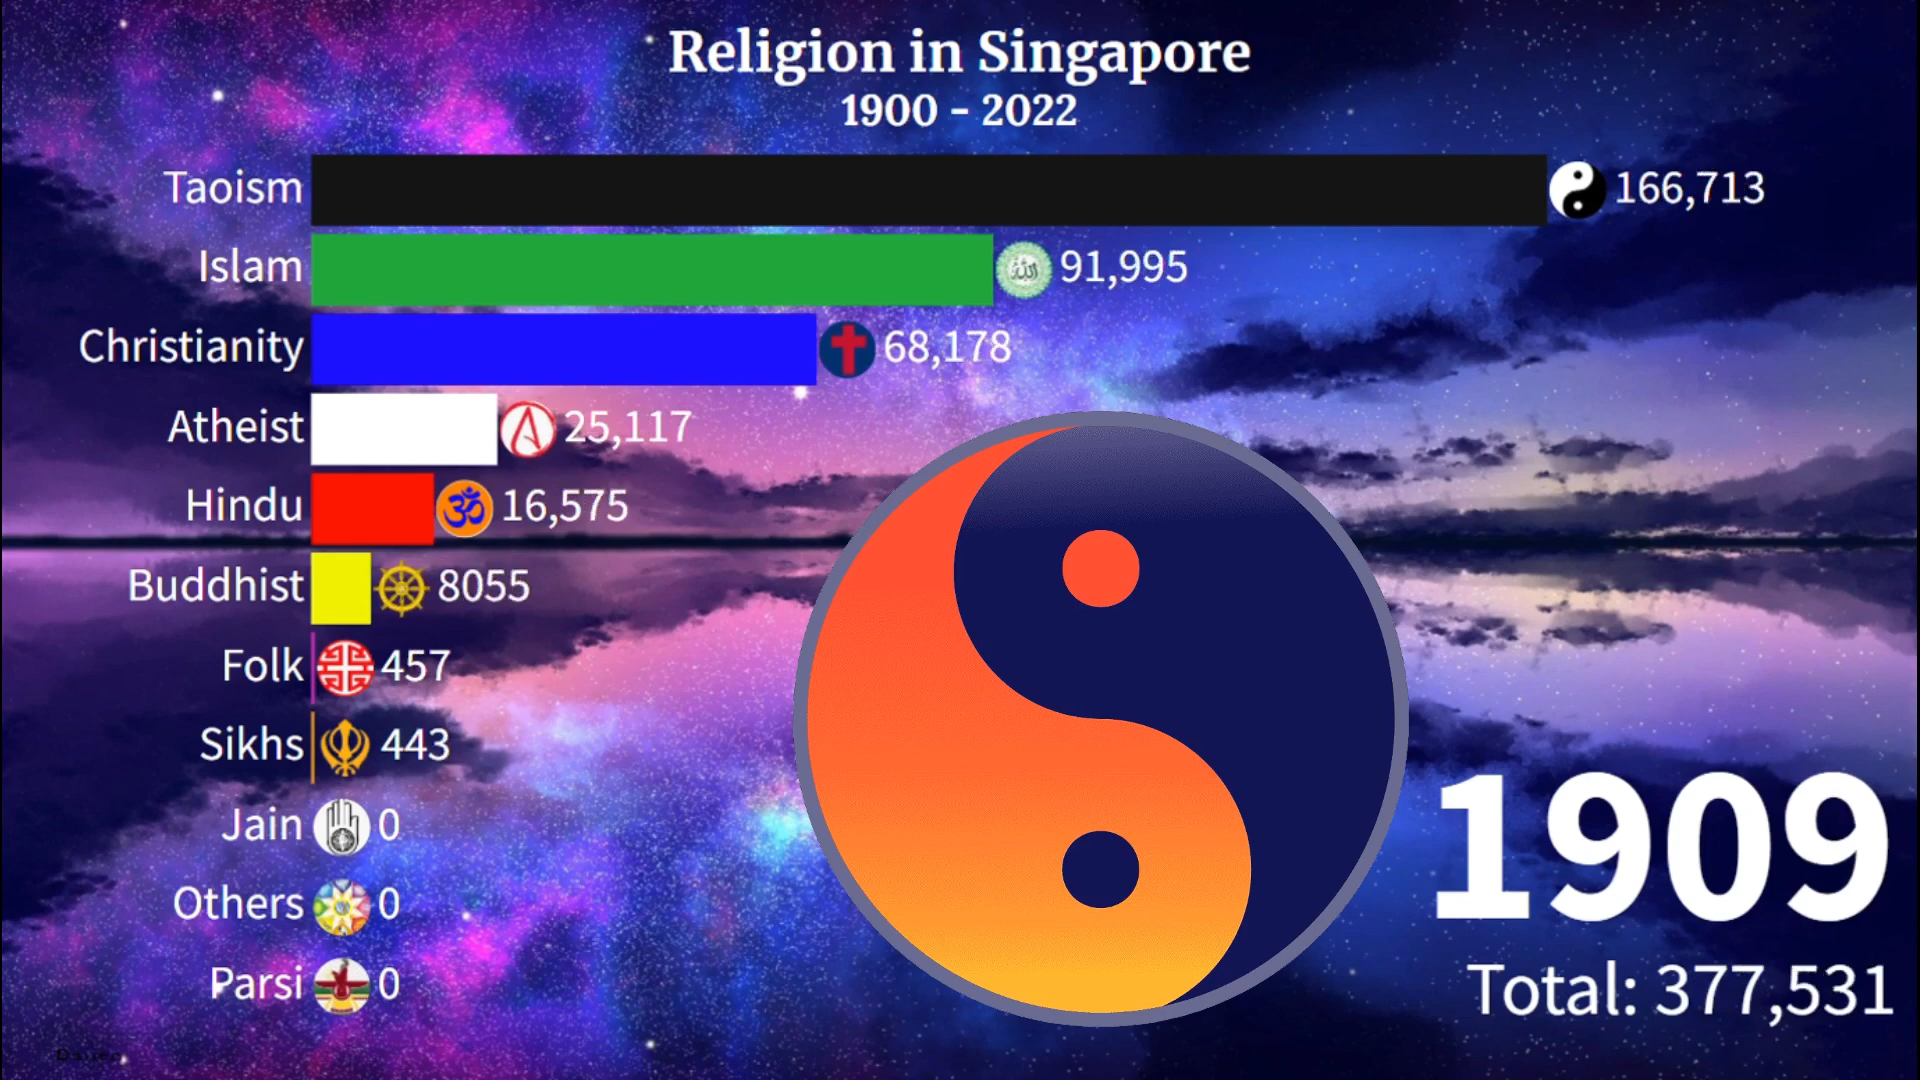 Religion in Singapore
1900 - 2022
Taoism 166,713
Islam 91,995
Christianity 68,178
Atheist 25,117
Hindu 16,575
Buddhist 8055
Folk 457
Sikhs 443
Jain 0
Others 0
Parsi 0
1909
Total: 377,531